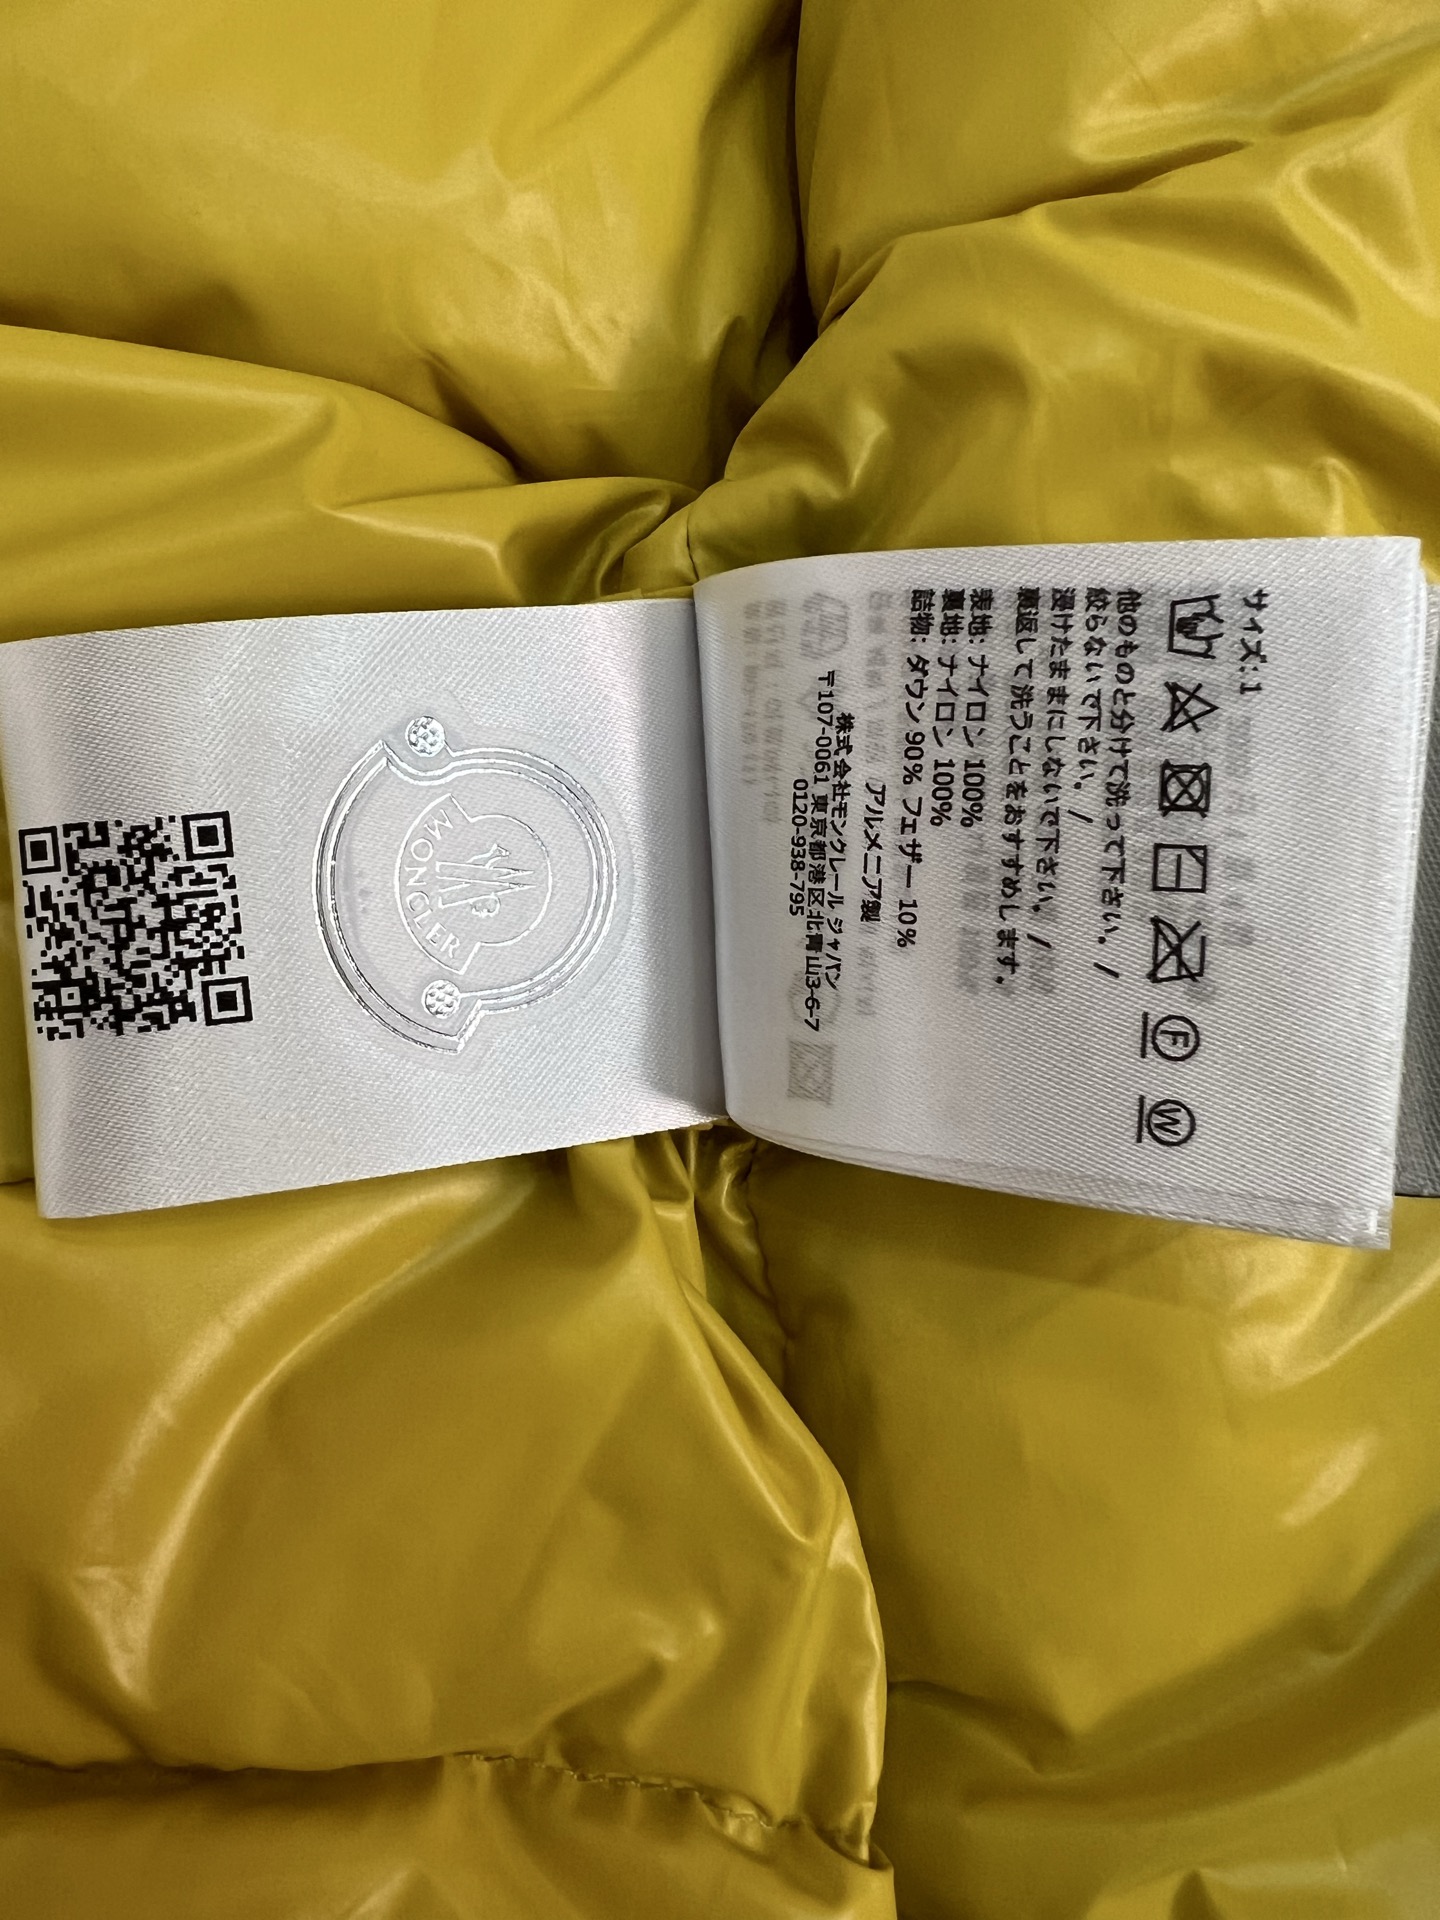 サイズ: 1
F
W
他のものと分けて洗って下さい。/
絞らないで下さい。/
浸けたままにしないで下さい。/
裏返して洗うことをおすすめします。
表地: ナイロン 100%
裏地: ナイロン 100%
詰物: ダウン 90% フェザー 10%
アルメニア製
株式会社モンクレール ジャパン
〒107-0061 東京都港区北青山3-6-7
0120-938-795
MONCLER